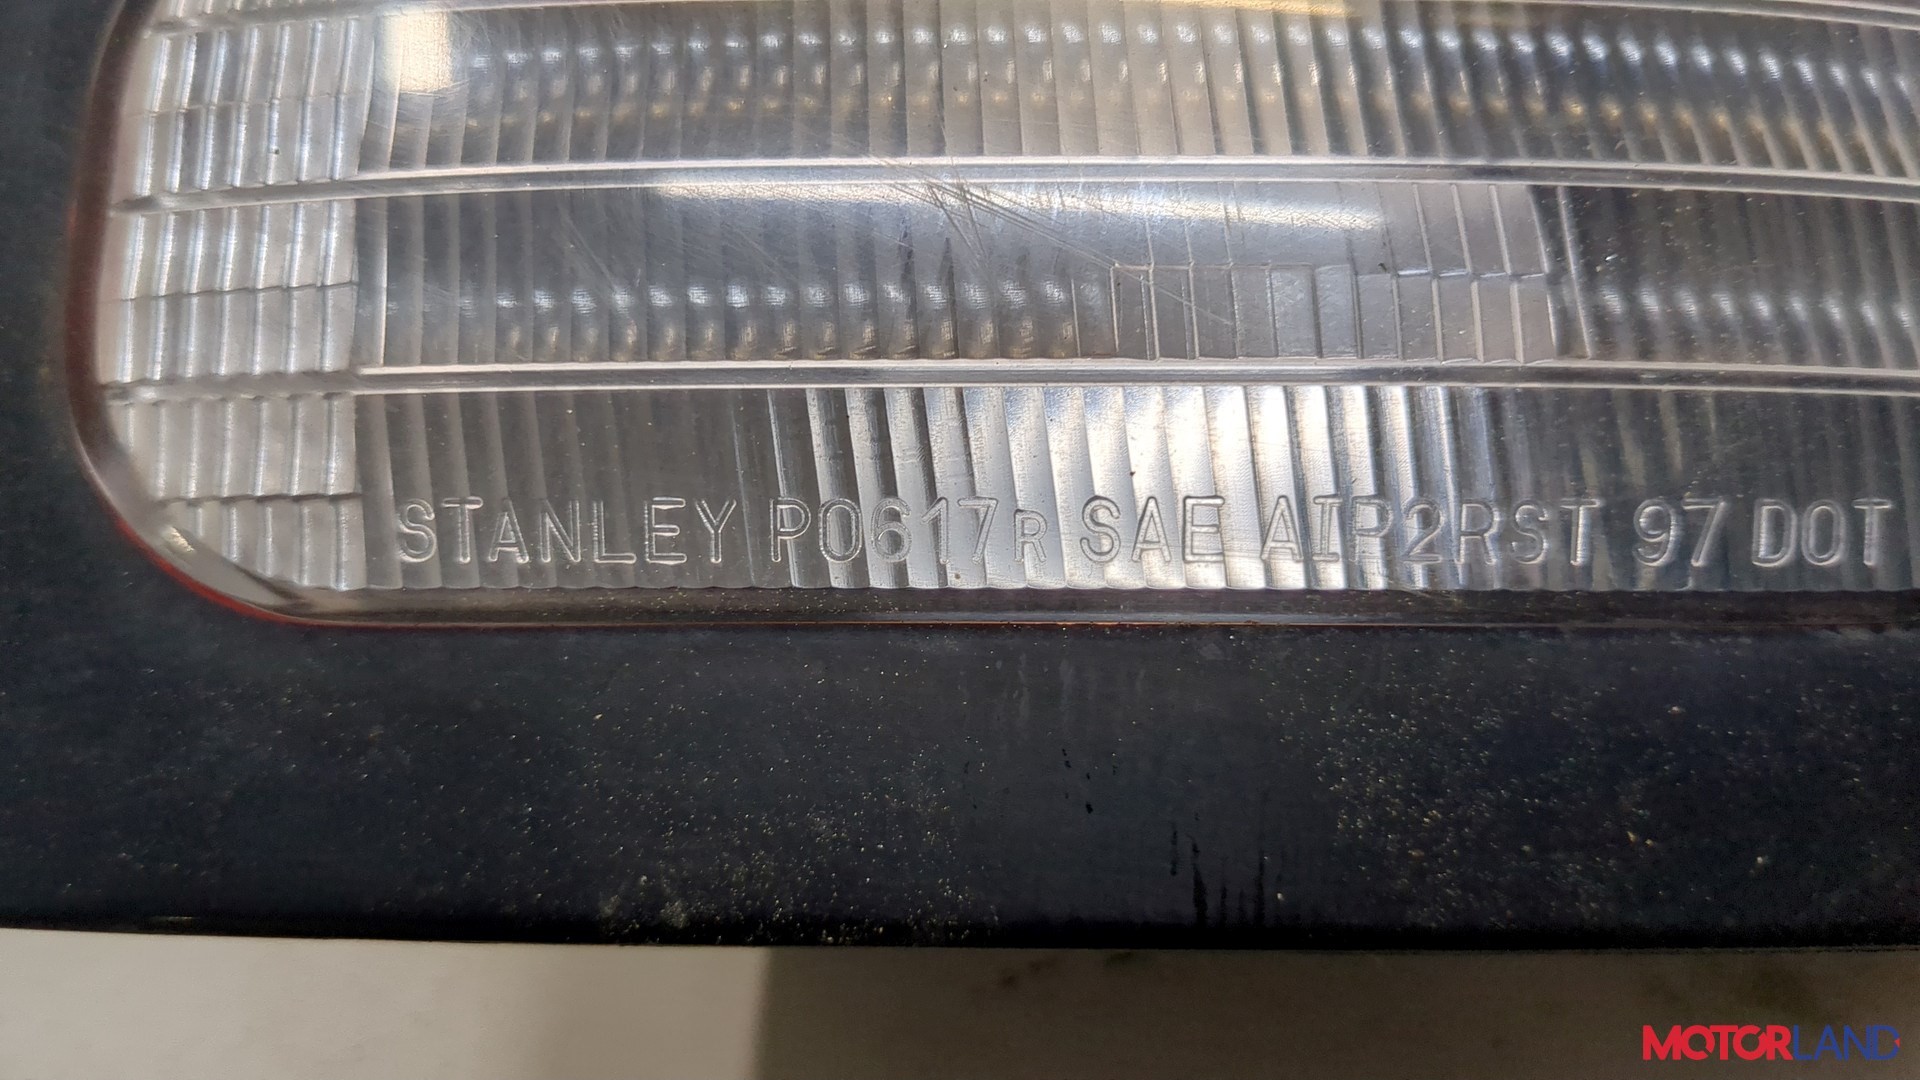 STANLEY P0617R SAE AIP2RST 97 DOT
MOTORLAND